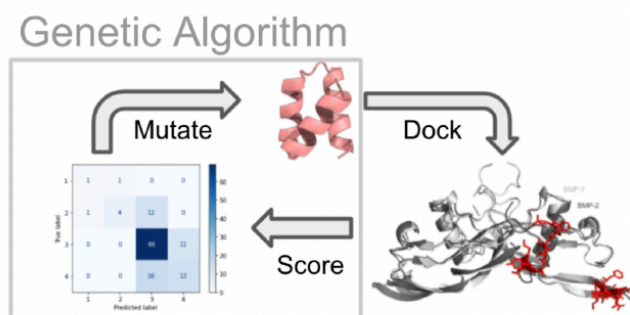 Genetic Algorithm
Mutate
Dock
Score
BMP-7
BMP-2
True label
1
2
3
4
1 1 0 0
1 4 12 0
0 0 69 11
0 0 16 13
1 2 3 4
Predicted label
60
50
40
30
20
10
0